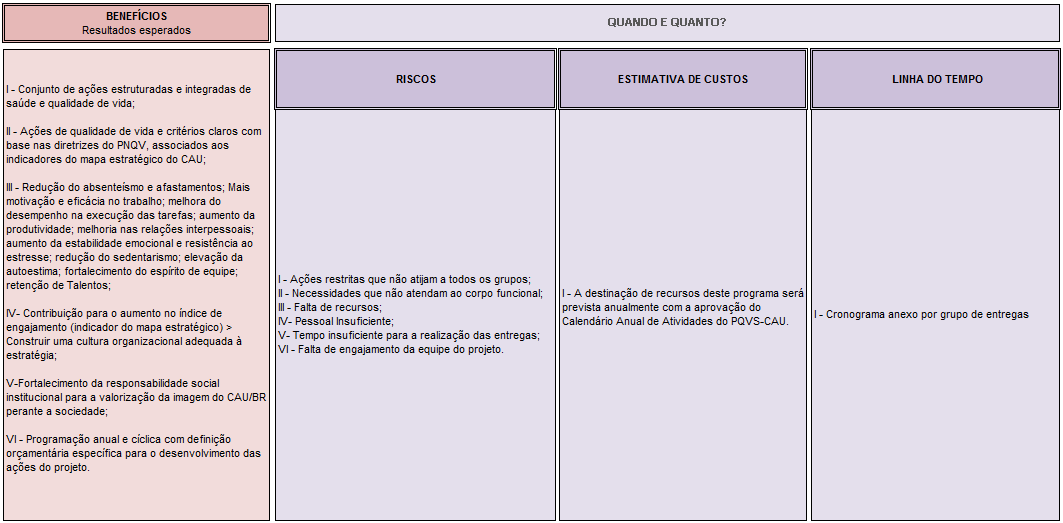 BENEFÍCIOS
Resultados esperados
I - Conjunto de ações estruturadas e integradas de
saúde e qualidade de vida;
II - Ações de qualidade de vida e critérios claros com
base nas diretrizes do PNQV, associados aos
indicadores do mapa estratégico do CAU;
III - Redução do absenteísmo e afastamentos; Mais
motivação e eficácia no trabalho; melhora do
desempenho na execução das tarefas; aumento da
produtividade; melhoria nas relações interpessoais;
aumento da estabilidade emocional e resistência ao
estresse; redução do sedentarismo; elevação da
autoestima; fortalecimento do espírito de equipe;
retenção de Talentos;
IV- Contribuição para o aumento no índice de
engajamento (indicador do mapa estratégico) >
Construir uma cultura organizacional adequada à
estratégia;
V-Fortalecimento da responsabilidade social
institucional para a valorização da imagem do CAU/BR
perante a sociedade;
VI - Programação anual e cíclica com definição
orçamentária específica para o desenvolvimento das
ações do projeto.
QUANDO E QUANTO?
RISCOS
I - Ações restritas que não atijam a todos os grupos;
II - Necessidades que não atendam ao corpo funcional;
III - Falta de recursos;
IV- Pessoal Insuficiente;
V- Tempo insuficiente para a realização das entregas;
VI - Falta de engajamento da equipe do projeto.
ESTIMATIVA DE CUSTOS
I - A destinação de recursos deste programa será
prevista anualmente com a aprovação do
Calendário Anual de Atividades do PQVS-CAU.
LINHA DO TEMPO
I - Cronograma anexo por grupo de entregas